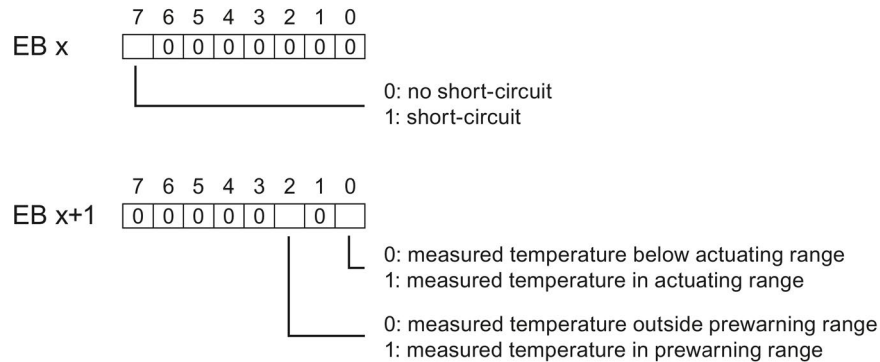 7 6 5 4 3 2 1 0
EB x 0 0 0 0 0 0 0
0: no short-circuit
1: short-circuit
7 6 5 4 3 2 1 0
EB x+1 0 0 0 0 0 0
0: measured temperature below actuating range
1: measured temperature in actuating range
0: measured temperature outside prewarning range
1: measured temperature in prewarning range